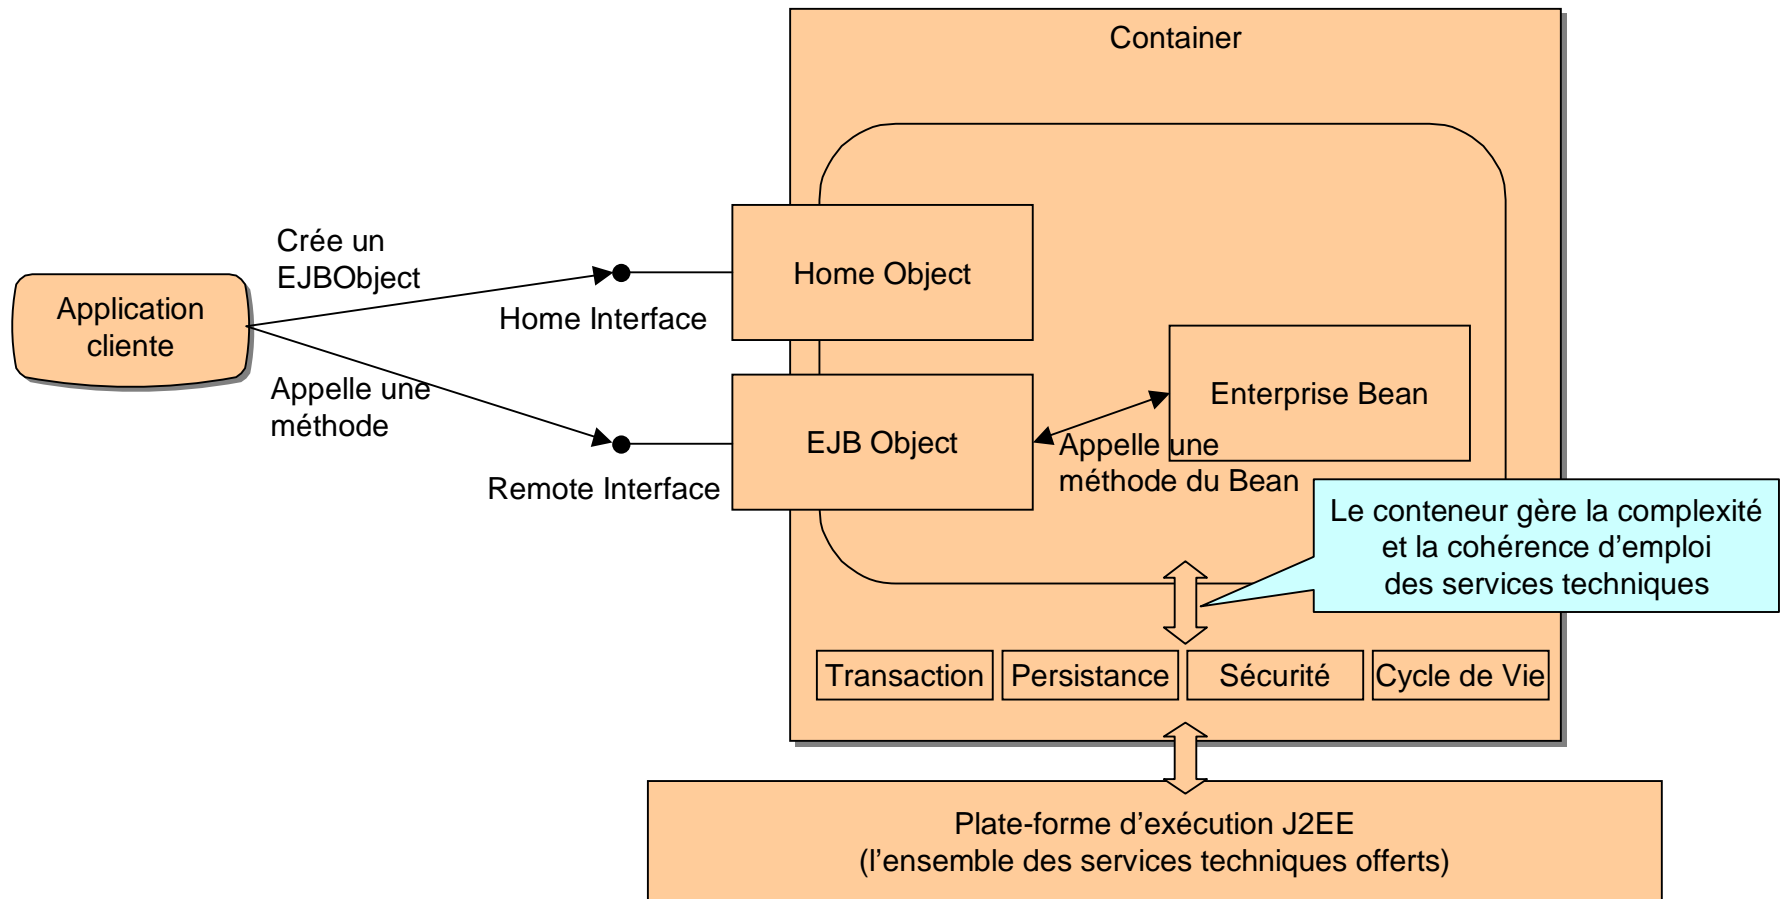 Container
Crée un
EJBObject
Home Object
Application
cliente
Home Interface
Appelle une
méthode
Enterprise Bean
EJB Object
Appelle une
méthode du Bean
Remote Interface
Le conteneur gère la complexité
et la cohérence d’emploi
des services techniques
Transaction
Persistance
Sécurité
Cycle de Vie
Plate-forme d’exécution J2EE
(l’ensemble des services techniques offerts)